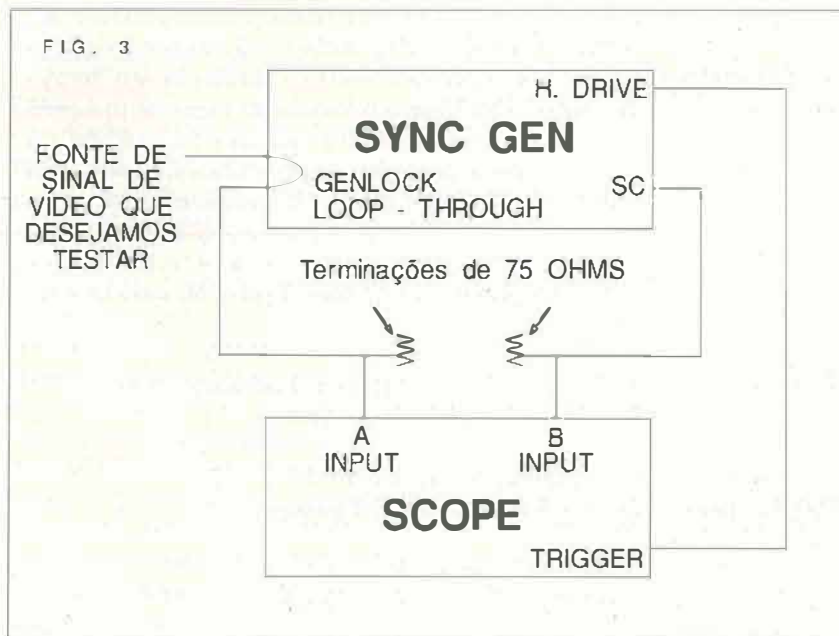 FIG. 3
H. DRIVE
SYNC GEN
FONTE DE
SINAL DE
VÍDEO QUE
DESEJAMOS
TESTAR
GENLOCK
LOOP - THROUGH
SC
Terminações de 75 OHMS
A
INPUT
B
INPUT
SCOPE
TRIGGER